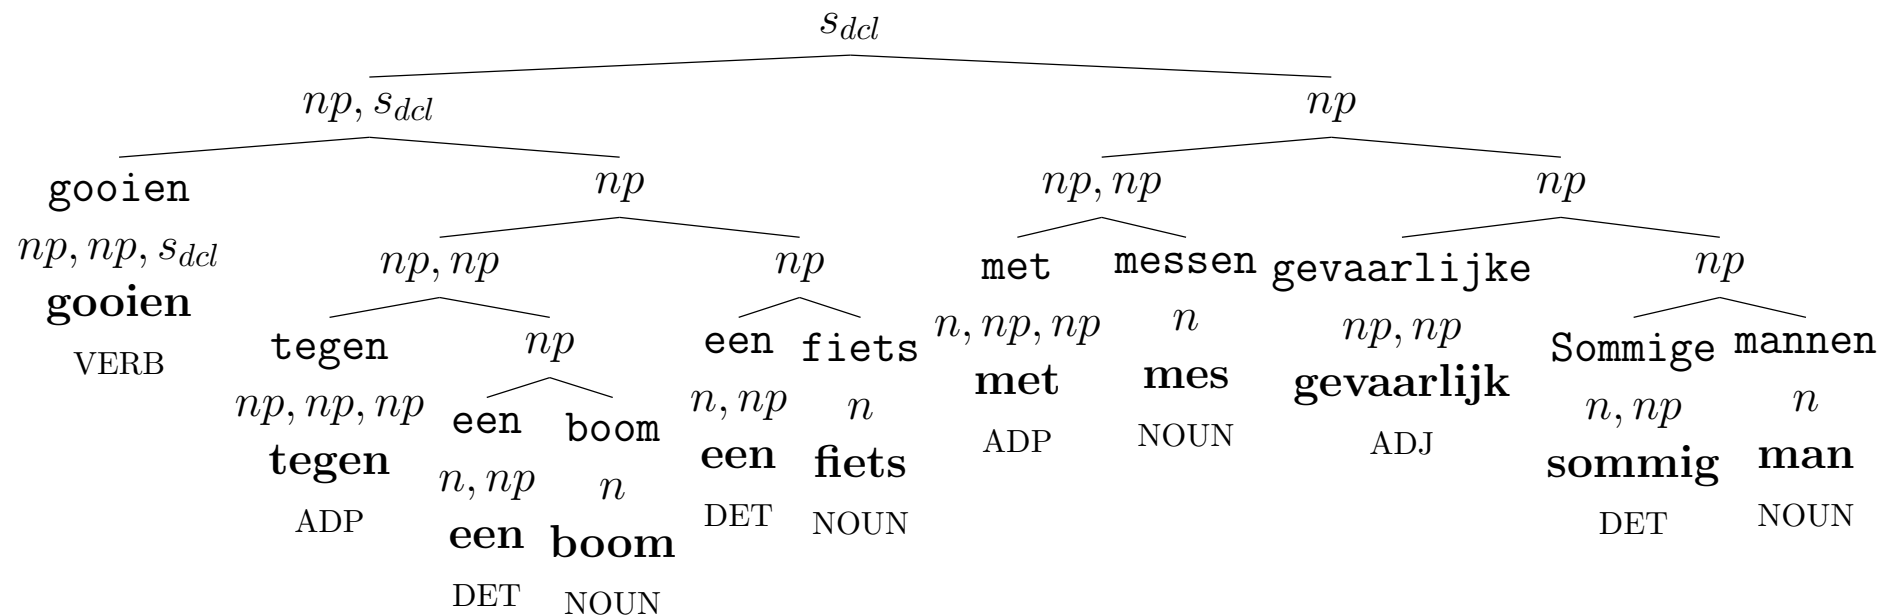 s_dcl
np, s_dcl
np
gooien
np, np, s_dcl
gooien
VERB
np
np, np
tegen
np, np, np
tegen
ADP
np
een
n, np
een
DET
boom
n
boom
NOUN
np
een
n, np
een
DET
fiets
n
fiets
NOUN
np, np
met
n, np, np
met
ADP
messen
n
mes
NOUN
np
gevaarlijke
np, np
gevaarlijk
ADJ
np
Sommige
n, np
sommig
DET
mannen
n
man
NOUN